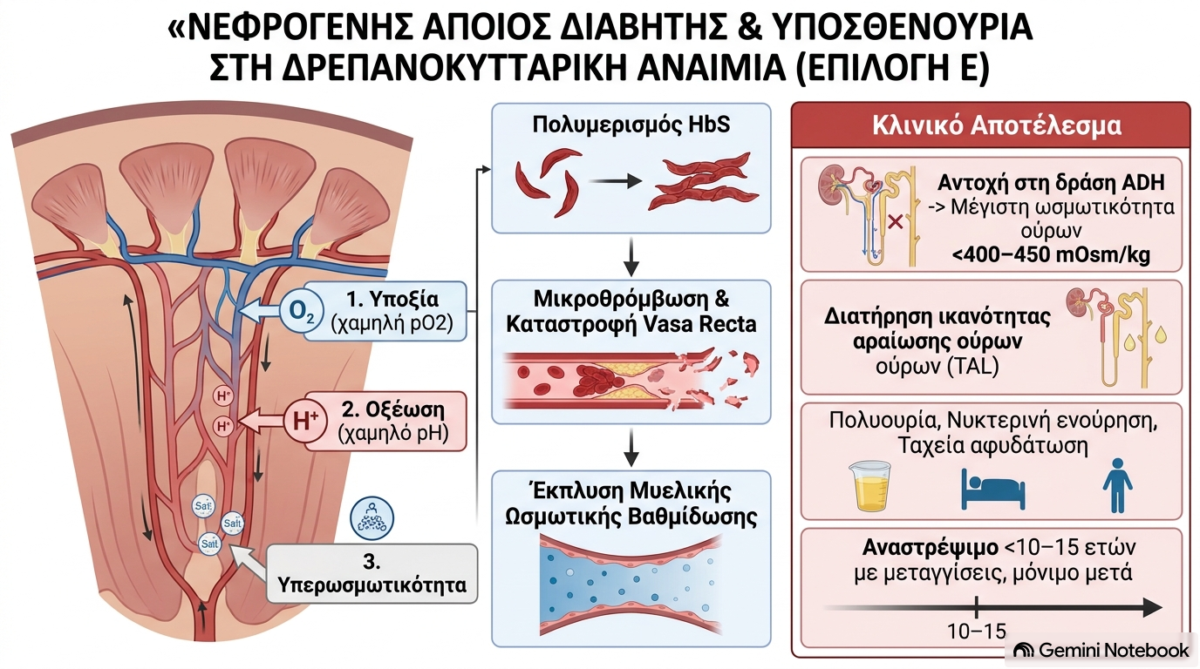 «ΝΕΦΡΟΓΕΝΗΣ ΑΠΟΙΟΣ ΔΙΑΒΗΤΗΣ & ΥΠΟΣΘΕΝΟΥΡΙΑ
ΣΤΗ ΔΡΕΠΑΝΟΚΥΤΤΑΡΙΚΗ ΑΝΑΙΜΙΑ (ΕΠΙΛΟΓΗ Ε)
O2
1. Υποξία
(χαμηλή pO2)
H+
H+
H+
2. Οξέωση
(χαμηλό pH)
Salt
Salt
Salt
3.
Υπερωσμωτικότητα
Πολυμερισμός HbS
Μικροθρόμβωση &
Καταστροφή Vasa Recta
Έκπλυση Μυελικής
Ωσμωτικής Βαθμίδωσης
Κλινικό Αποτέλεσμα
Αντοχή στη δράση ADH
-> Μέγιστη ωσμωτικότητα
ούρων
<400–450 mOsm/kg
Διατήρηση ικανότητας
αραίωσης ούρων
ούρων (TAL)
Πολυουρία, Νυκτερινή ενούρηση,
Ταχεία αφυδάτωση
Αναστρέψιμο <10–15 ετών
με μεταγγίσεις, μόνιμο μετά
10–15
Gemini Notebook